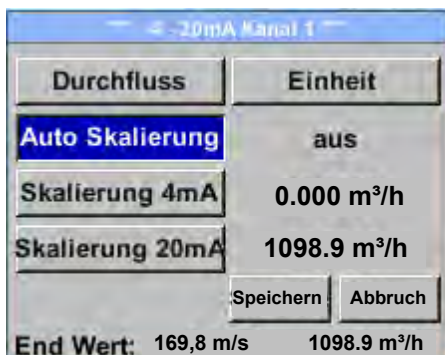 4 -20mA Kanal 1
Durchfluss Einheit
Auto Skalierung aus
Skalierung 4mA 0.000 m³/h
Skalierung 20mA 1098.9 m³/h
Speichern Abbruch
End Wert: 169,8 m/s 1098.9 m³/h